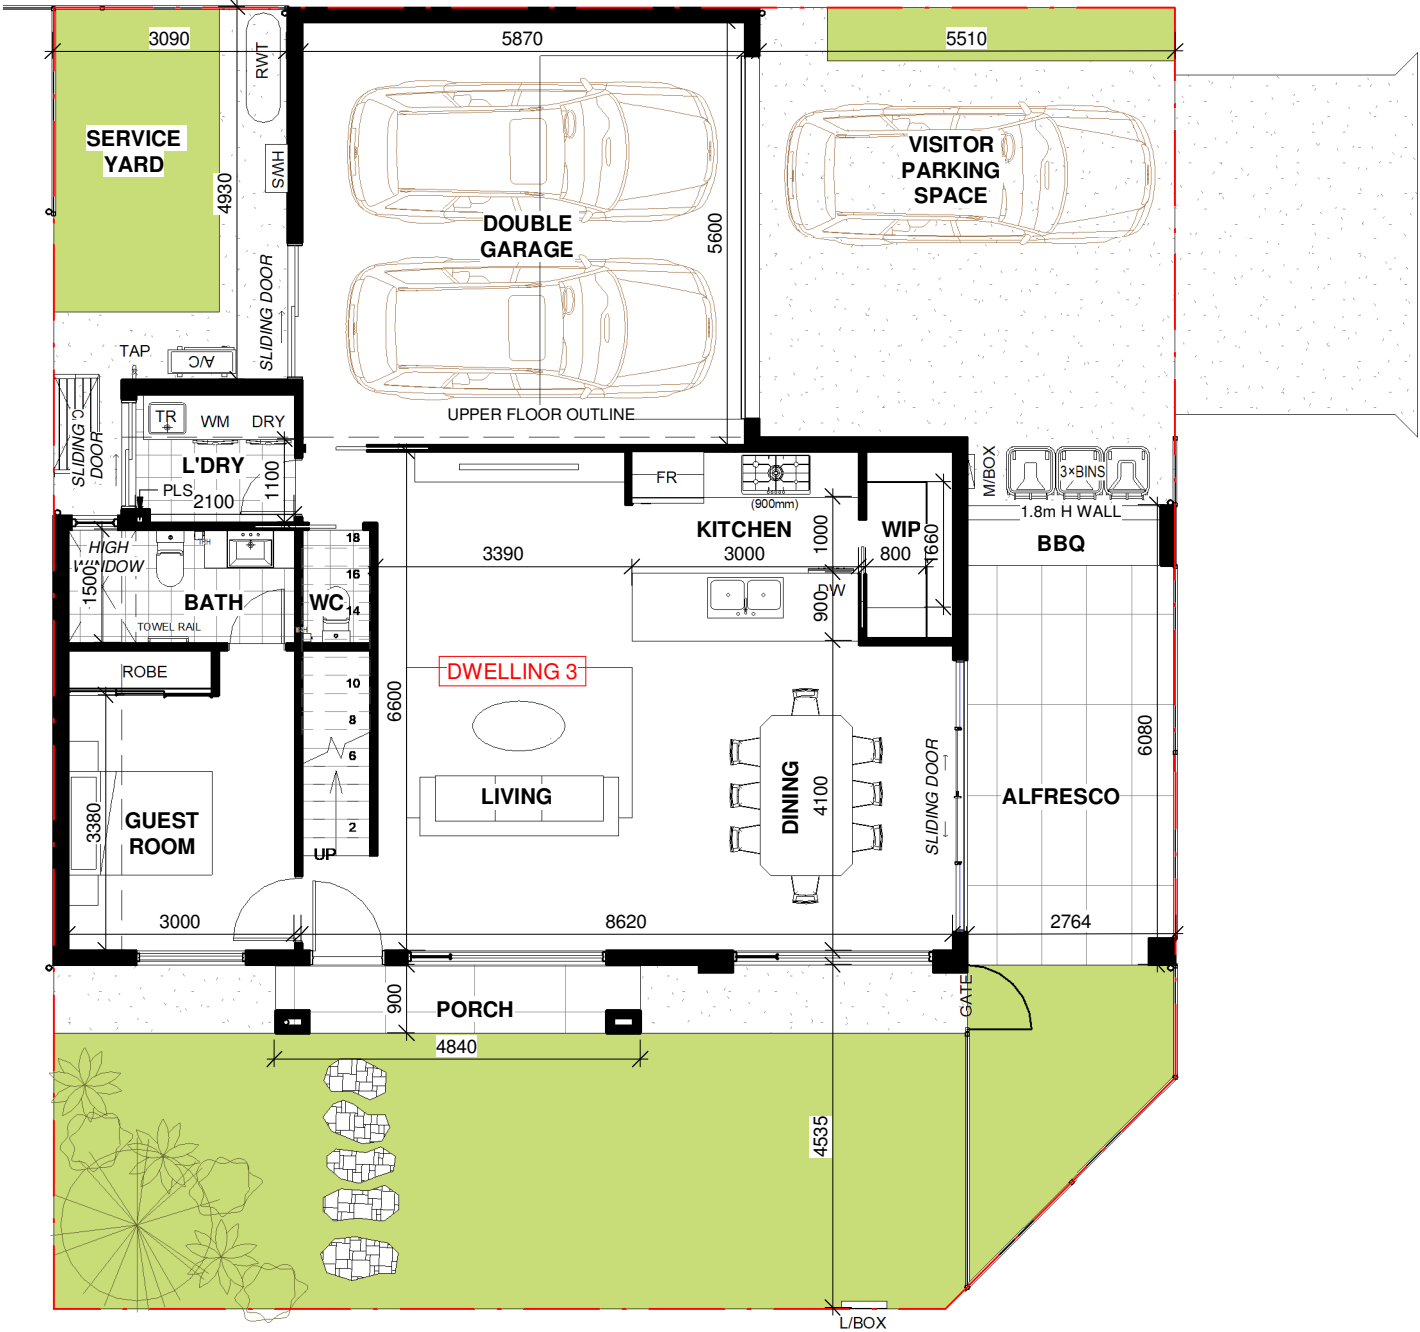 3090
5870
5510
RWT
SERVICE
YARD
HWS
4930
VISITOR
PARKING
SPACE
DOUBLE
GARAGE
5600
SLIDING DOOR
TAP
A/C
UPPER FLOOR OUTLINE
TR
WM
DRY
SLIDING
DOOR
L'DRY
1100
PLS
2100
FR
(900mm)
M/BOX
3×BINS
1.8m H WALL
KITCHEN
1000
WIP
1660
BBQ
HIGH
WINDOW
1500
18
3390
3000
800
16
BATH
WC
14
900
DW
TOWEL RAIL
ROBE
10
DWELLING 3
6600
8
6080
6
SLIDING DOOR
LIVING
DINING
4100
ALFRESCO
3380
GUEST
ROOM
2
UP
3000
8620
2764
900
PORCH
GATE
4840
4535
L/BOX